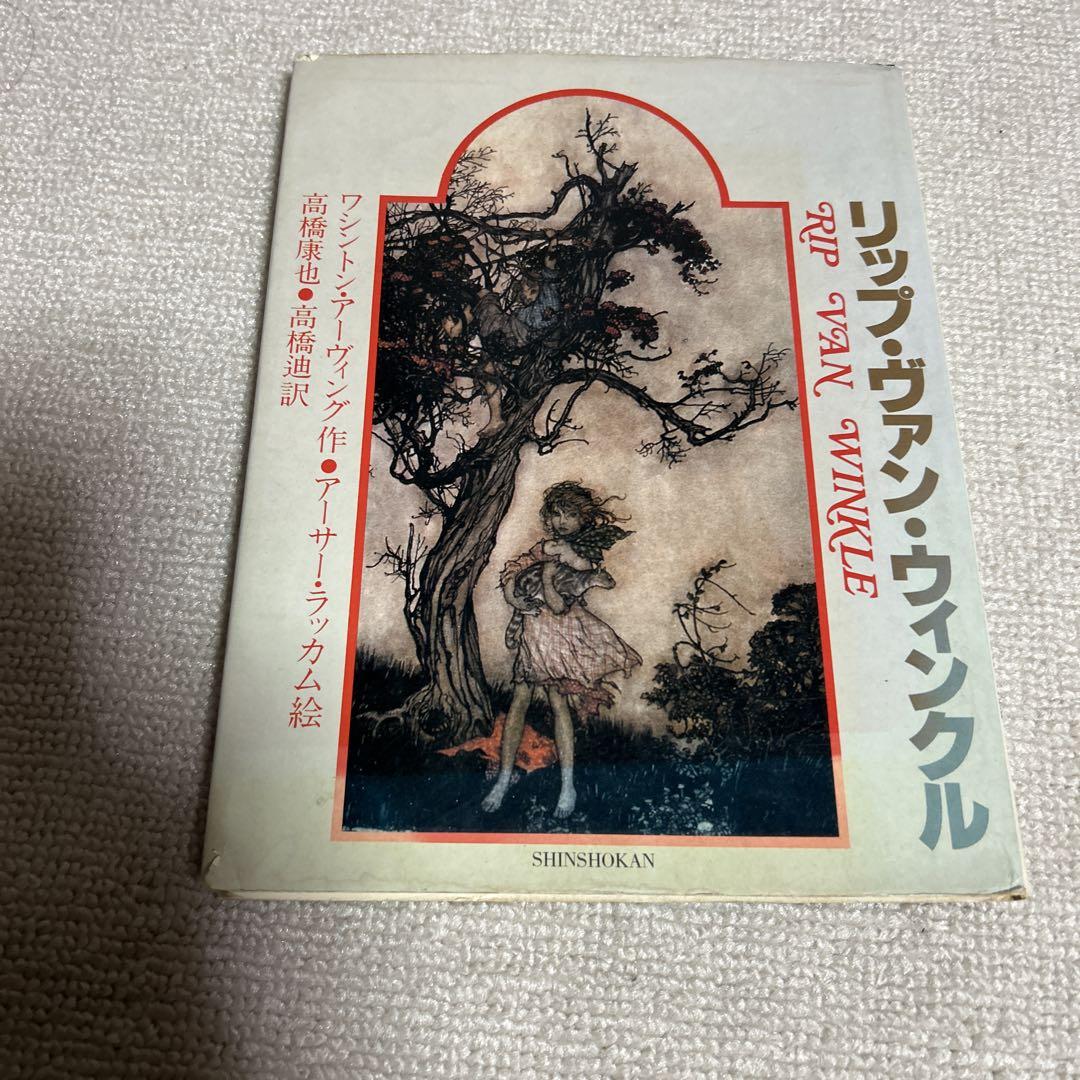 リップ・ヴァン・ウィンクル
RIP VAN WINKLE
ワシントン・アーヴィング 作●アーサー・ラッカム絵
高橋康也●高橋迪訳
SHINSHOKAN